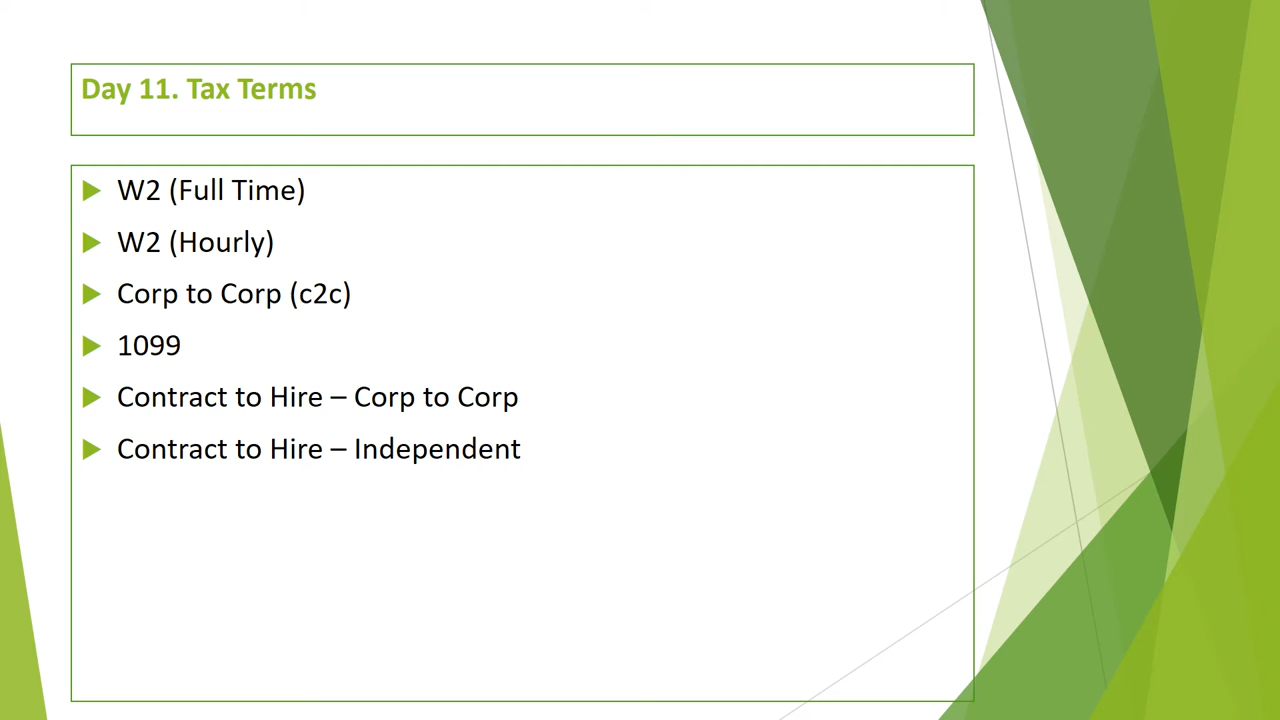 Day 11. Tax Terms
W2 (Full Time)
W2 (Hourly)
Corp to Corp (c2c)
1099
Contract to Hire – Corp to Corp
Contract to Hire – Independent